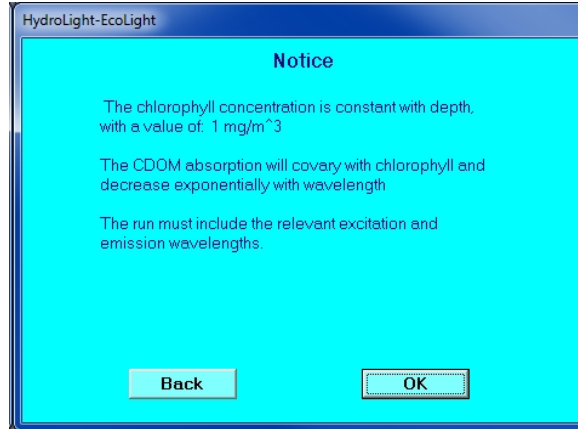 HydroLight-EcoLight
Notice
The chlorophyll concentration is constant with depth,
with a value of: 1 mg/m^3
The CDOM absorption will covary with chlorophyll and
decrease exponentially with wavelength
The run must include the relevant excitation and
emission wavelengths.
Back OK